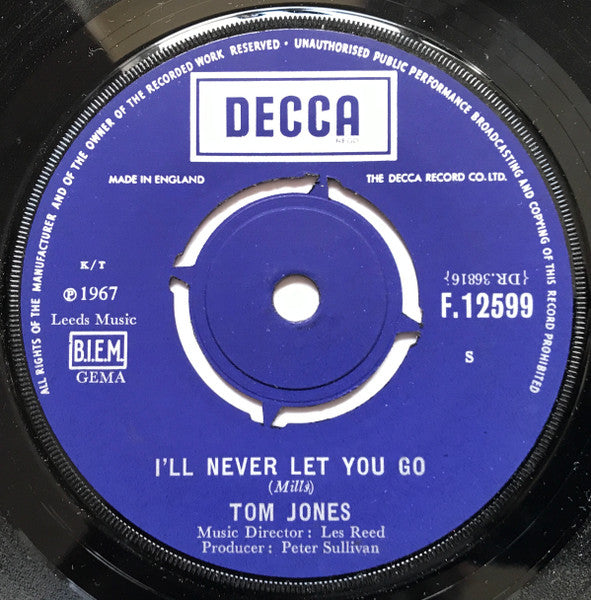 ALL RIGHTS OF THE MANUFACTURER AND OF THE OWNER OF THE RECORDED WORK RESERVED • UNAUTHORISED PUBLIC PERFORMANCE BROADCASTING AND COPYING OF THIS RECORD PROHIBITED
DECCA
MADE IN ENGLAND
THE DECCA RECORD CO. LTD.
K/T
{DR.36816}
℗ 1967
F.12599
Leeds Music
B.I.E.M.
GEMA
S
I'LL NEVER LET YOU GO
(Mills)
TOM JONES
Music Director : Les Reed
Producer : Peter Sullivan